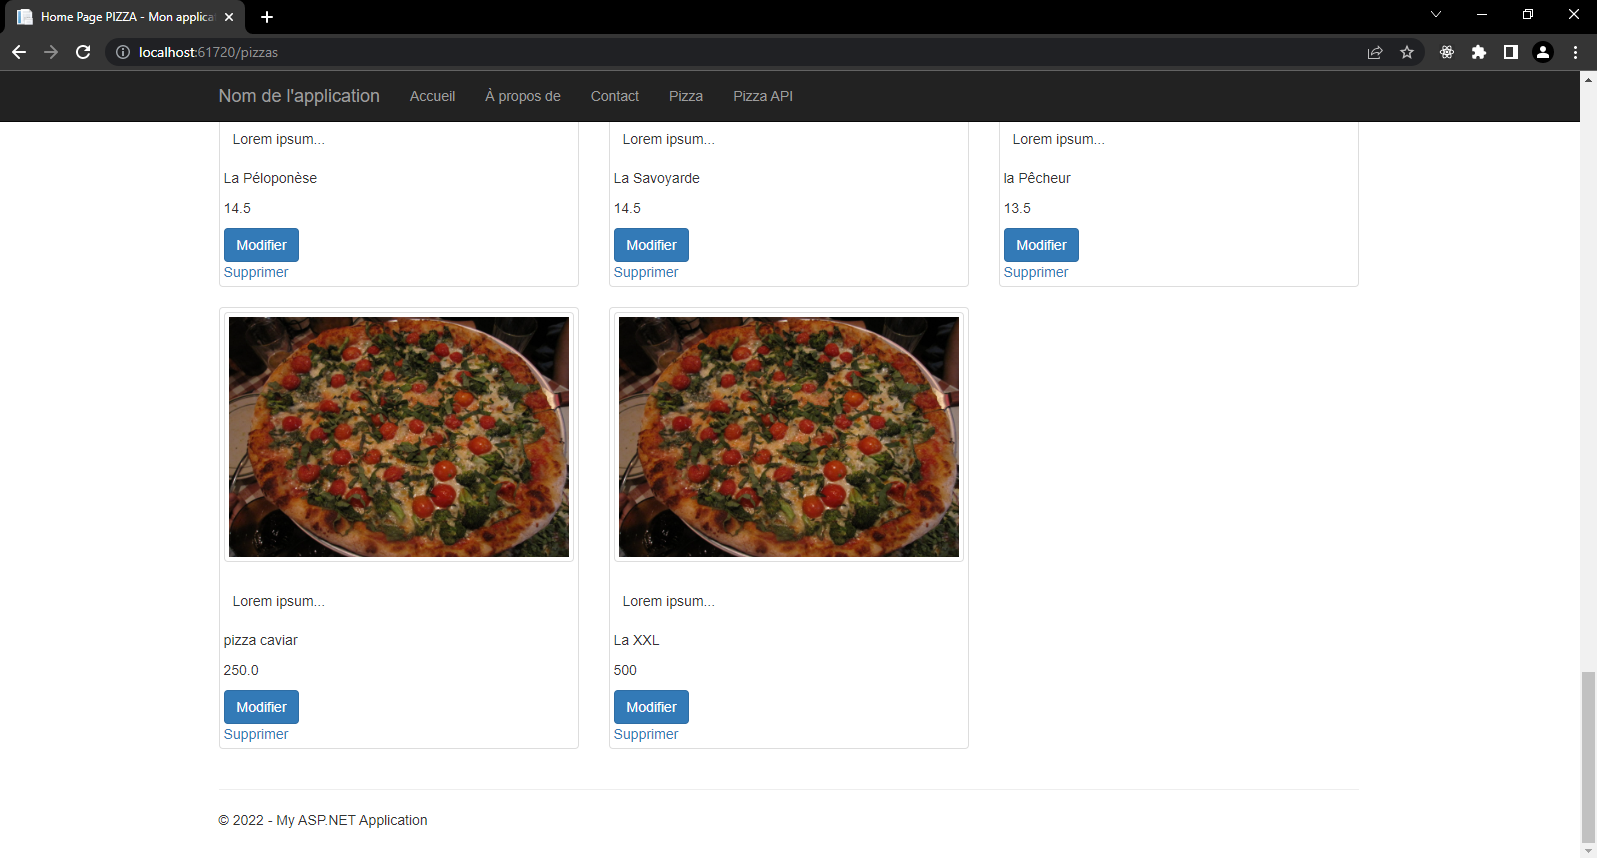 Home Page PIZZA - Mon applica
localhost:61720/pizzas
Nom de l'application Accueil À propos de Contact Pizza Pizza API
Lorem ipsum... Lorem ipsum... Lorem ipsum...
La Péloponèse La Savoyarde la Pêcheur
14.5 14.5 13.5
Modifier Modifier Modifier
Supprimer Supprimer Supprimer
Lorem ipsum... Lorem ipsum...
pizza caviar La XXL
250.0 500
Modifier Modifier
Supprimer Supprimer
© 2022 - My ASP.NET Application